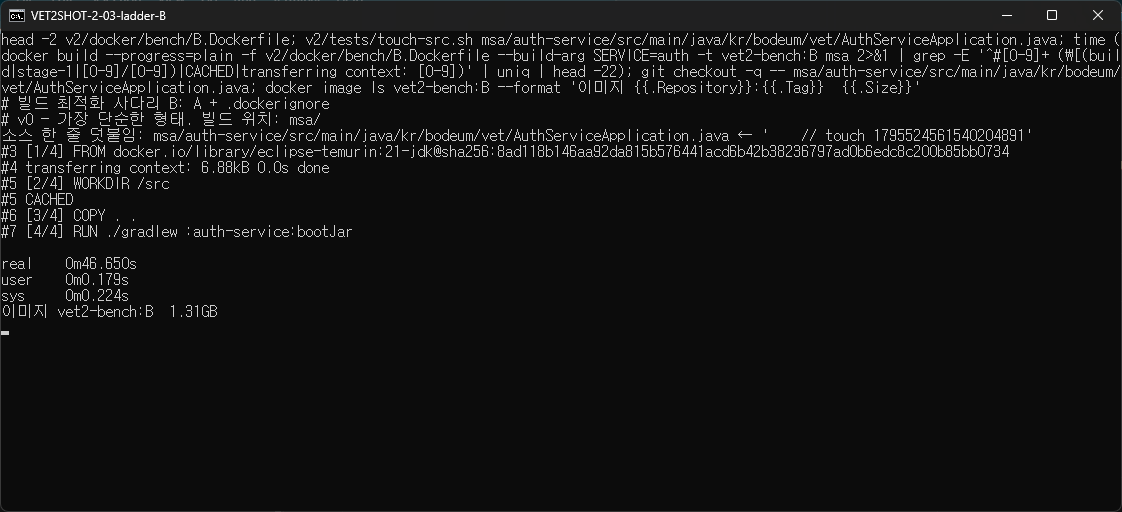 VET2SHOT-2-03-ladder-B
head -2 v2/docker/bench/B.Dockerfile; v2/tests/touch-src.sh msa/auth-service/src/main/java/kr/bodeum/vet/AuthServiceApplication.java; time (
docker build --progress=plain -f v2/docker/bench/B.Dockerfile --build-arg SERVICE=auth -t vet2-bench:B msa 2>&1 | grep -E '^#[0-9]+ (₩[(buil
d|stage-1|[0-9]/[0-9])|CACHED|transferring context: [0-9])' | uniq | head -22); git checkout -q -- msa/auth-service/src/main/java/kr/bodeum/
vet/AuthServiceApplication.java; docker image ls vet2-bench:B --format '이미지 {{.Repository}}:{{.Tag}}  {{.Size}}'
# 빌드 최적화 사다리 B: A + .dockerignore
# v0 - 가장 단순한 형태. 빌드 위치: msa/
소스 한 줄 덧붙임: msa/auth-service/src/main/java/kr/bodeum/vet/AuthServiceApplication.java ← '    // touch 1795524561540204891'
#3 [1/4] FROM docker.io/library/eclipse-temurin:21-jdk@sha256:8ad118b146aa92da815b576441acd6b42b38236797ad0b6edc8c200b85bb0734
#4 transferring context: 6.88kB 0.0s done
#5 [2/4] WORKDIR /src
#5 CACHED
#6 [3/4] COPY . .
#7 [4/4] RUN ./gradlew :auth-service:bootJar
real    0m46.650s
user    0m0.179s
sys     0m0.224s
이미지 vet2-bench:B  1.31GB